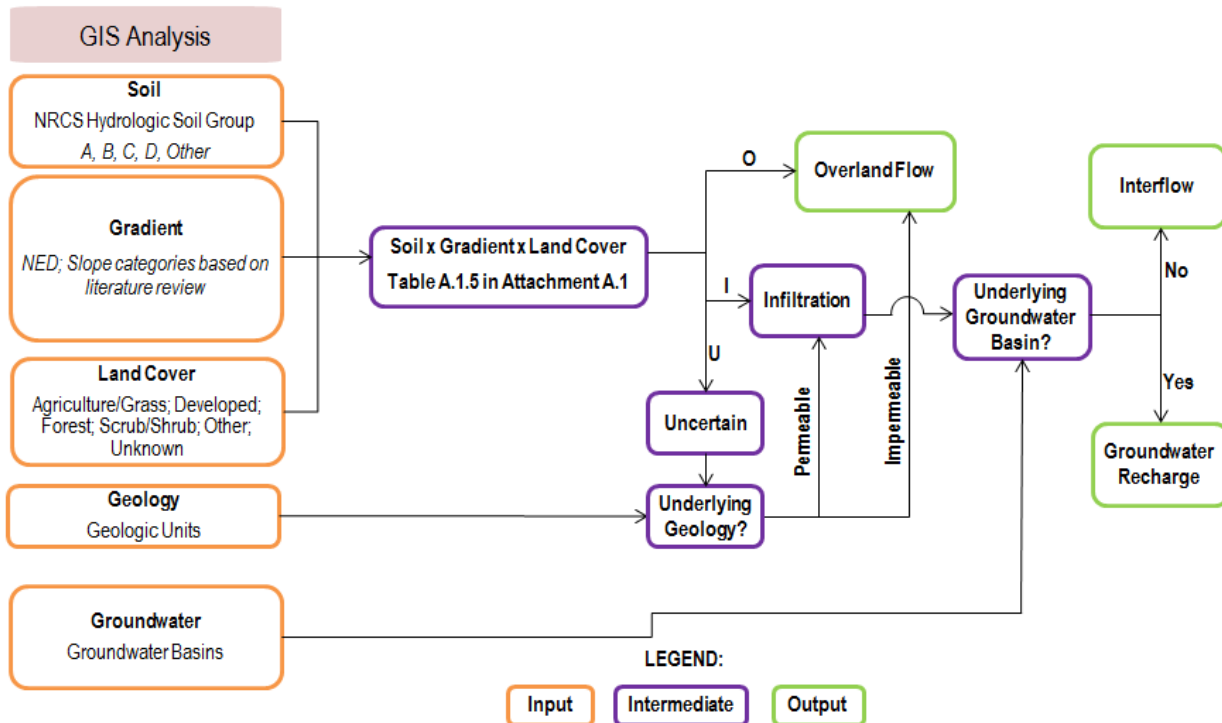 GIS Analysis
Soil
NRCS Hydrologic Soil Group
A, B, C, D, Other
Gradient
NED; Slope categories based on
literature review
Land Cover
Agriculture/Grass; Developed;
Forest; Scrub/Shrub; Other;
Unknown
Geology
Geologic Units
Groundwater
Groundwater Basins
Soil x Gradient x Land Cover
Table A.1.5 in Attachment A.1
O
I
U
Overland Flow
Infiltration
Uncertain
Underlying
Geology?
Permeable
Impermeable
Underlying
Groundwater
Basin?
No
Yes
Interflow
Groundwater
Recharge
LEGEND:
Input
Intermediate
Output